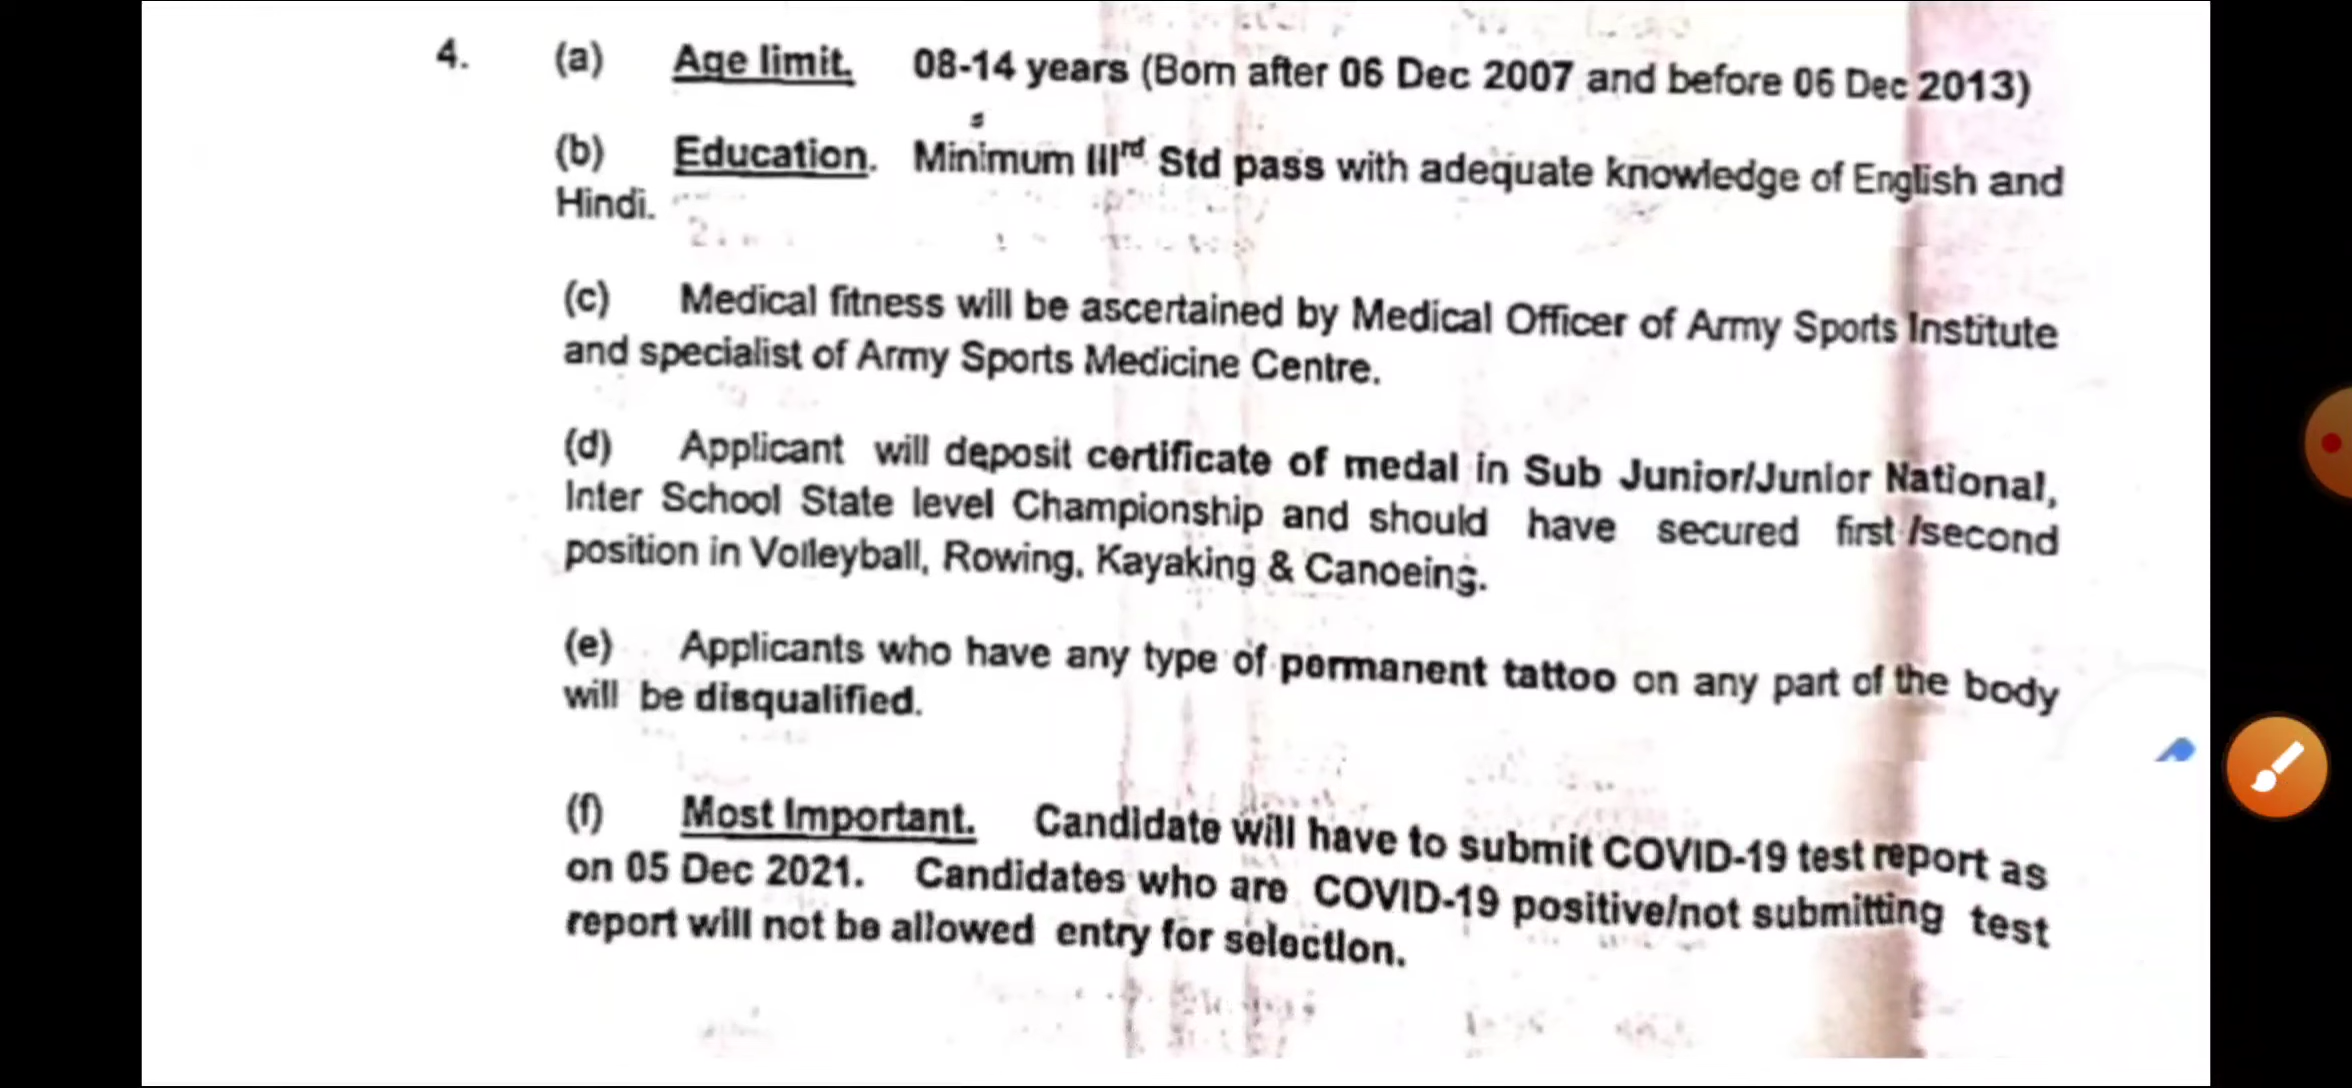 4. (a) Age limit. 08-14 years (Born after 06 Dec 2007 and before 06 Dec 2013)
(b) Education. Minimum IIIrd Std pass with adequate knowledge of English and
Hindi.
(c) Medical fitness will be ascertained by Medical Officer of Army Sports Institute
and specialist of Army Sports Medicine Centre.
(d) Applicant will deposit certificate of medal in Sub Junior/Junior National,
Inter School State level Championship and should have secured first /second
position in Volleyball, Rowing, Kayaking & Canoeing.
(e) Applicants who have any type of permanent tattoo on any part of the body
will be disqualified.
(f) Most Important. Candidate will have to submit COVID-19 test report as
on 05 Dec 2021. Candidates who are COVID-19 positive/not submitting test
report will not be allowed entry for selection.